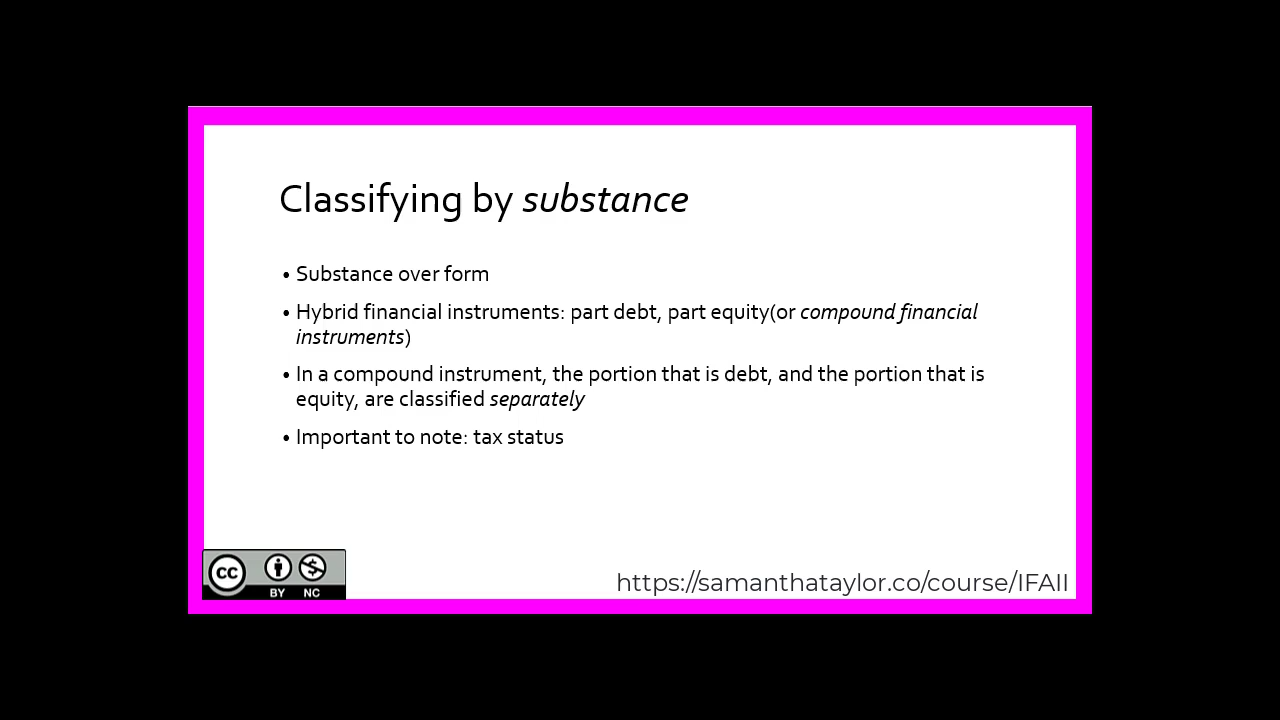 Classifying by substance
• Substance over form
• Hybrid financial instruments: part debt, part equity(or compound financial
instruments)
• In a compound instrument, the portion that is debt, and the portion that is
equity, are classified separately
• Important to note: tax status
cc
BY NC
https://samanthataylor.co/course/IFAII